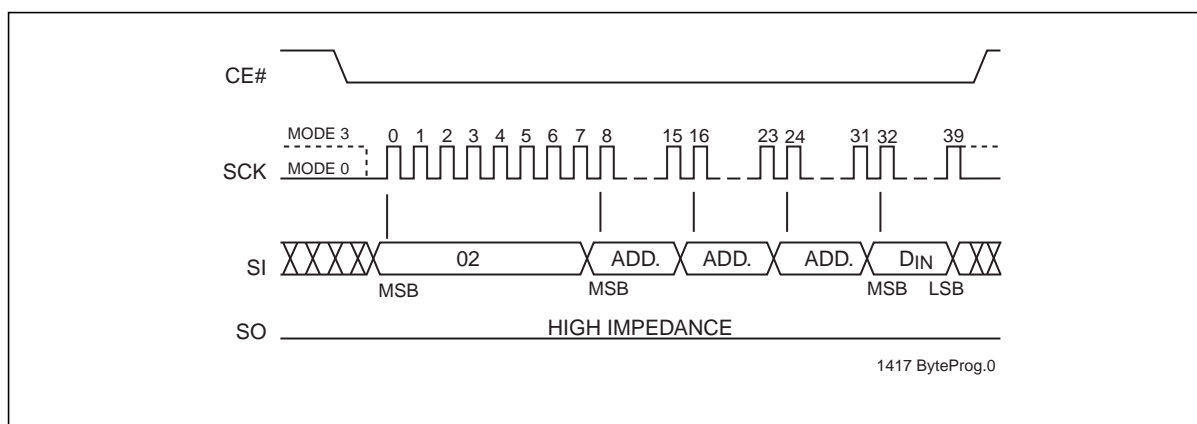 CE#
MODE 3 0 1 2 3 4 5 6 7 8 15 16 23 24 31 32 39
SCK MODE 0
SI 02 ADD. ADD. ADD. DIN
MSB MSB MSB LSB
SO HIGH IMPEDANCE
1417 ByteProg.0